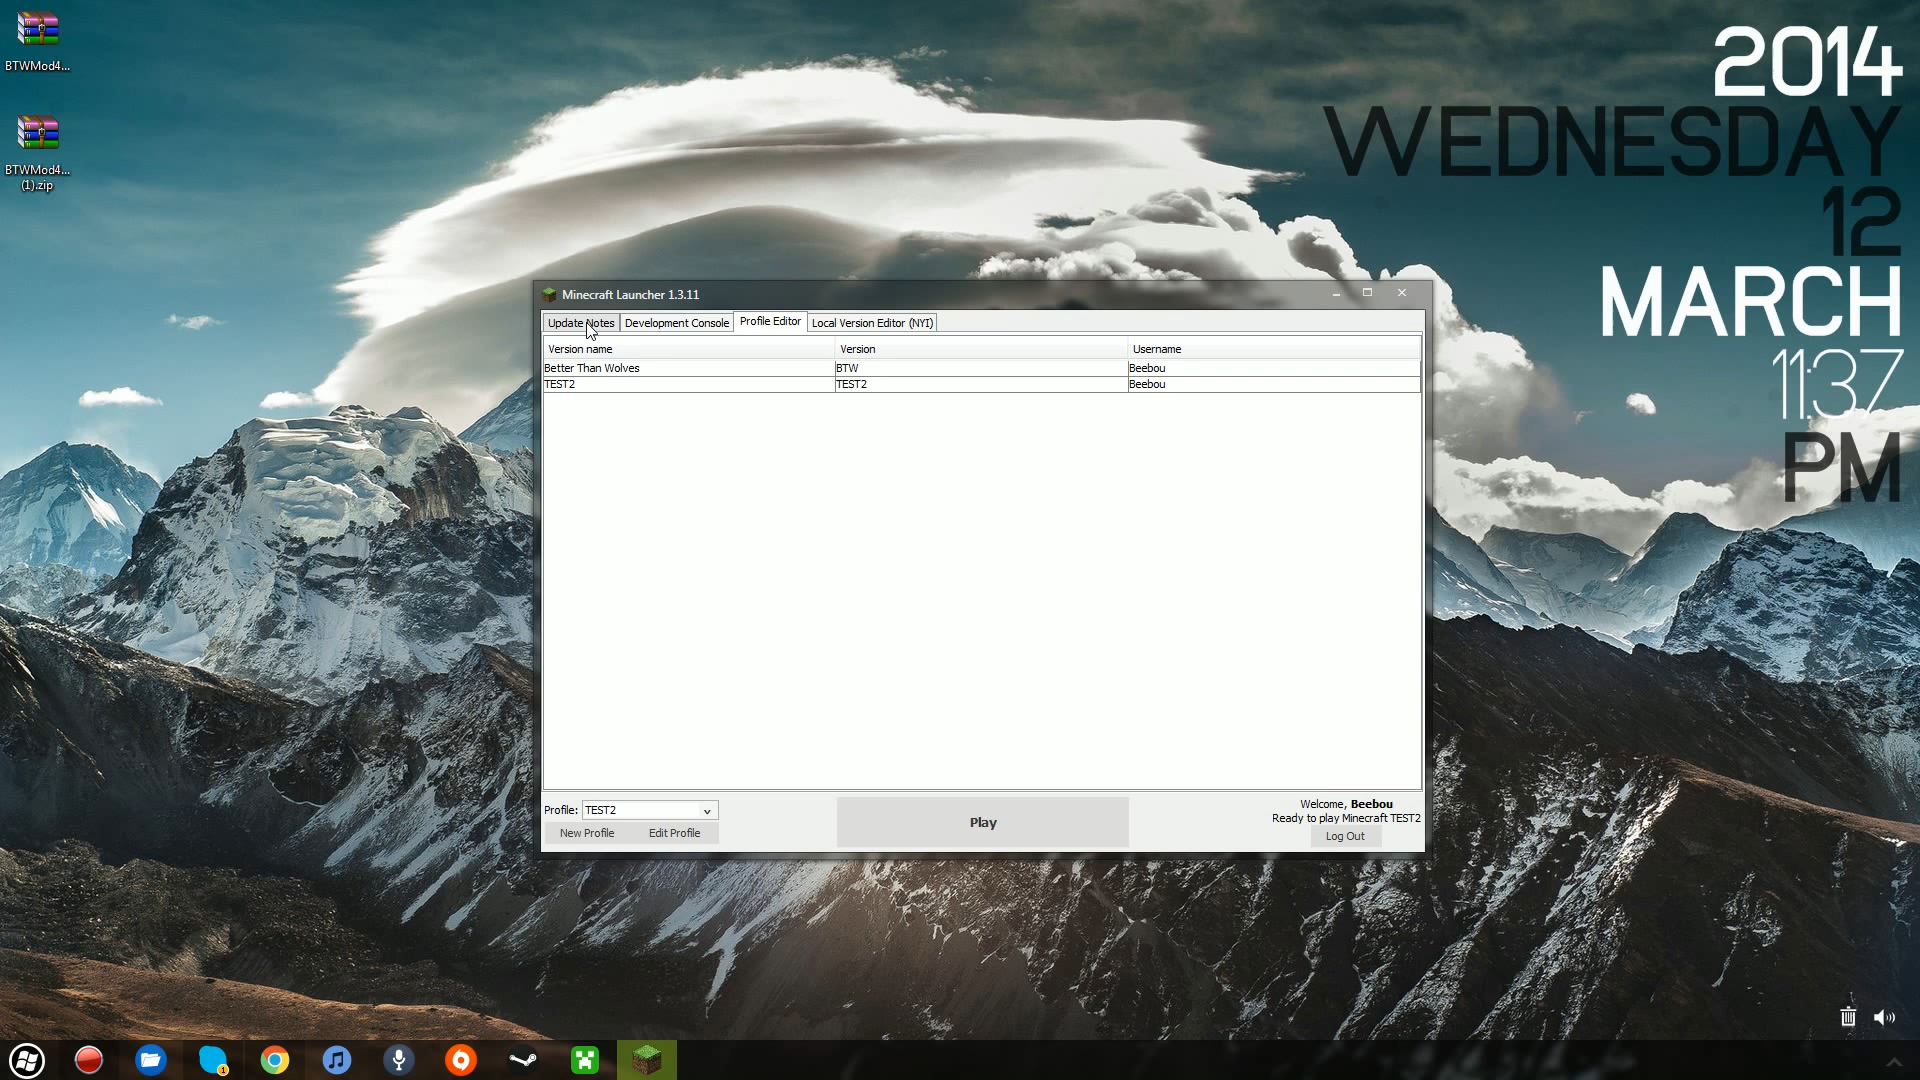 BTWMod4...
BTWMod4...
(1).zip
2014
WEDNESDAY
12
MARCH
11:37
PM
Minecraft Launcher 1.3.11
Update Notes
Development Console
Profile Editor
Local Version Editor (NYI)
Version name
Version
Username
Better Than Wolves
BTW
Beebou
TEST2
TEST2
Beebou
Profile:
TEST2
New Profile
Edit Profile
Play
Welcome, Beebou
Ready to play Minecraft TEST2
Log Out
1